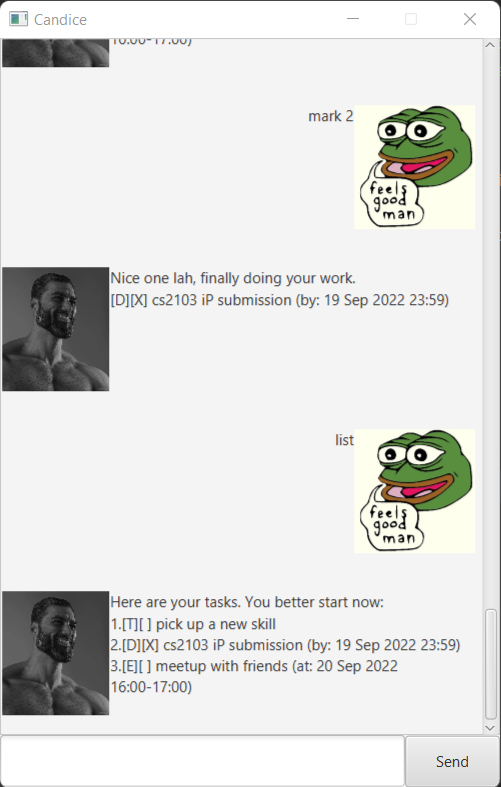 Candice
16:00-17:00)
mark 2
feels
good
man
Nice one lah, finally doing your work.
[D][X] cs2103 iP submission (by: 19 Sep 2022 23:59)
list
feels
good
man
Here are your tasks. You better start now:
1.[T][ ] pick up a new skill
2.[D][X] cs2103 iP submission (by: 19 Sep 2022 23:59)
3.[E][ ] meetup with friends (at: 20 Sep 2022
16:00-17:00)
Send